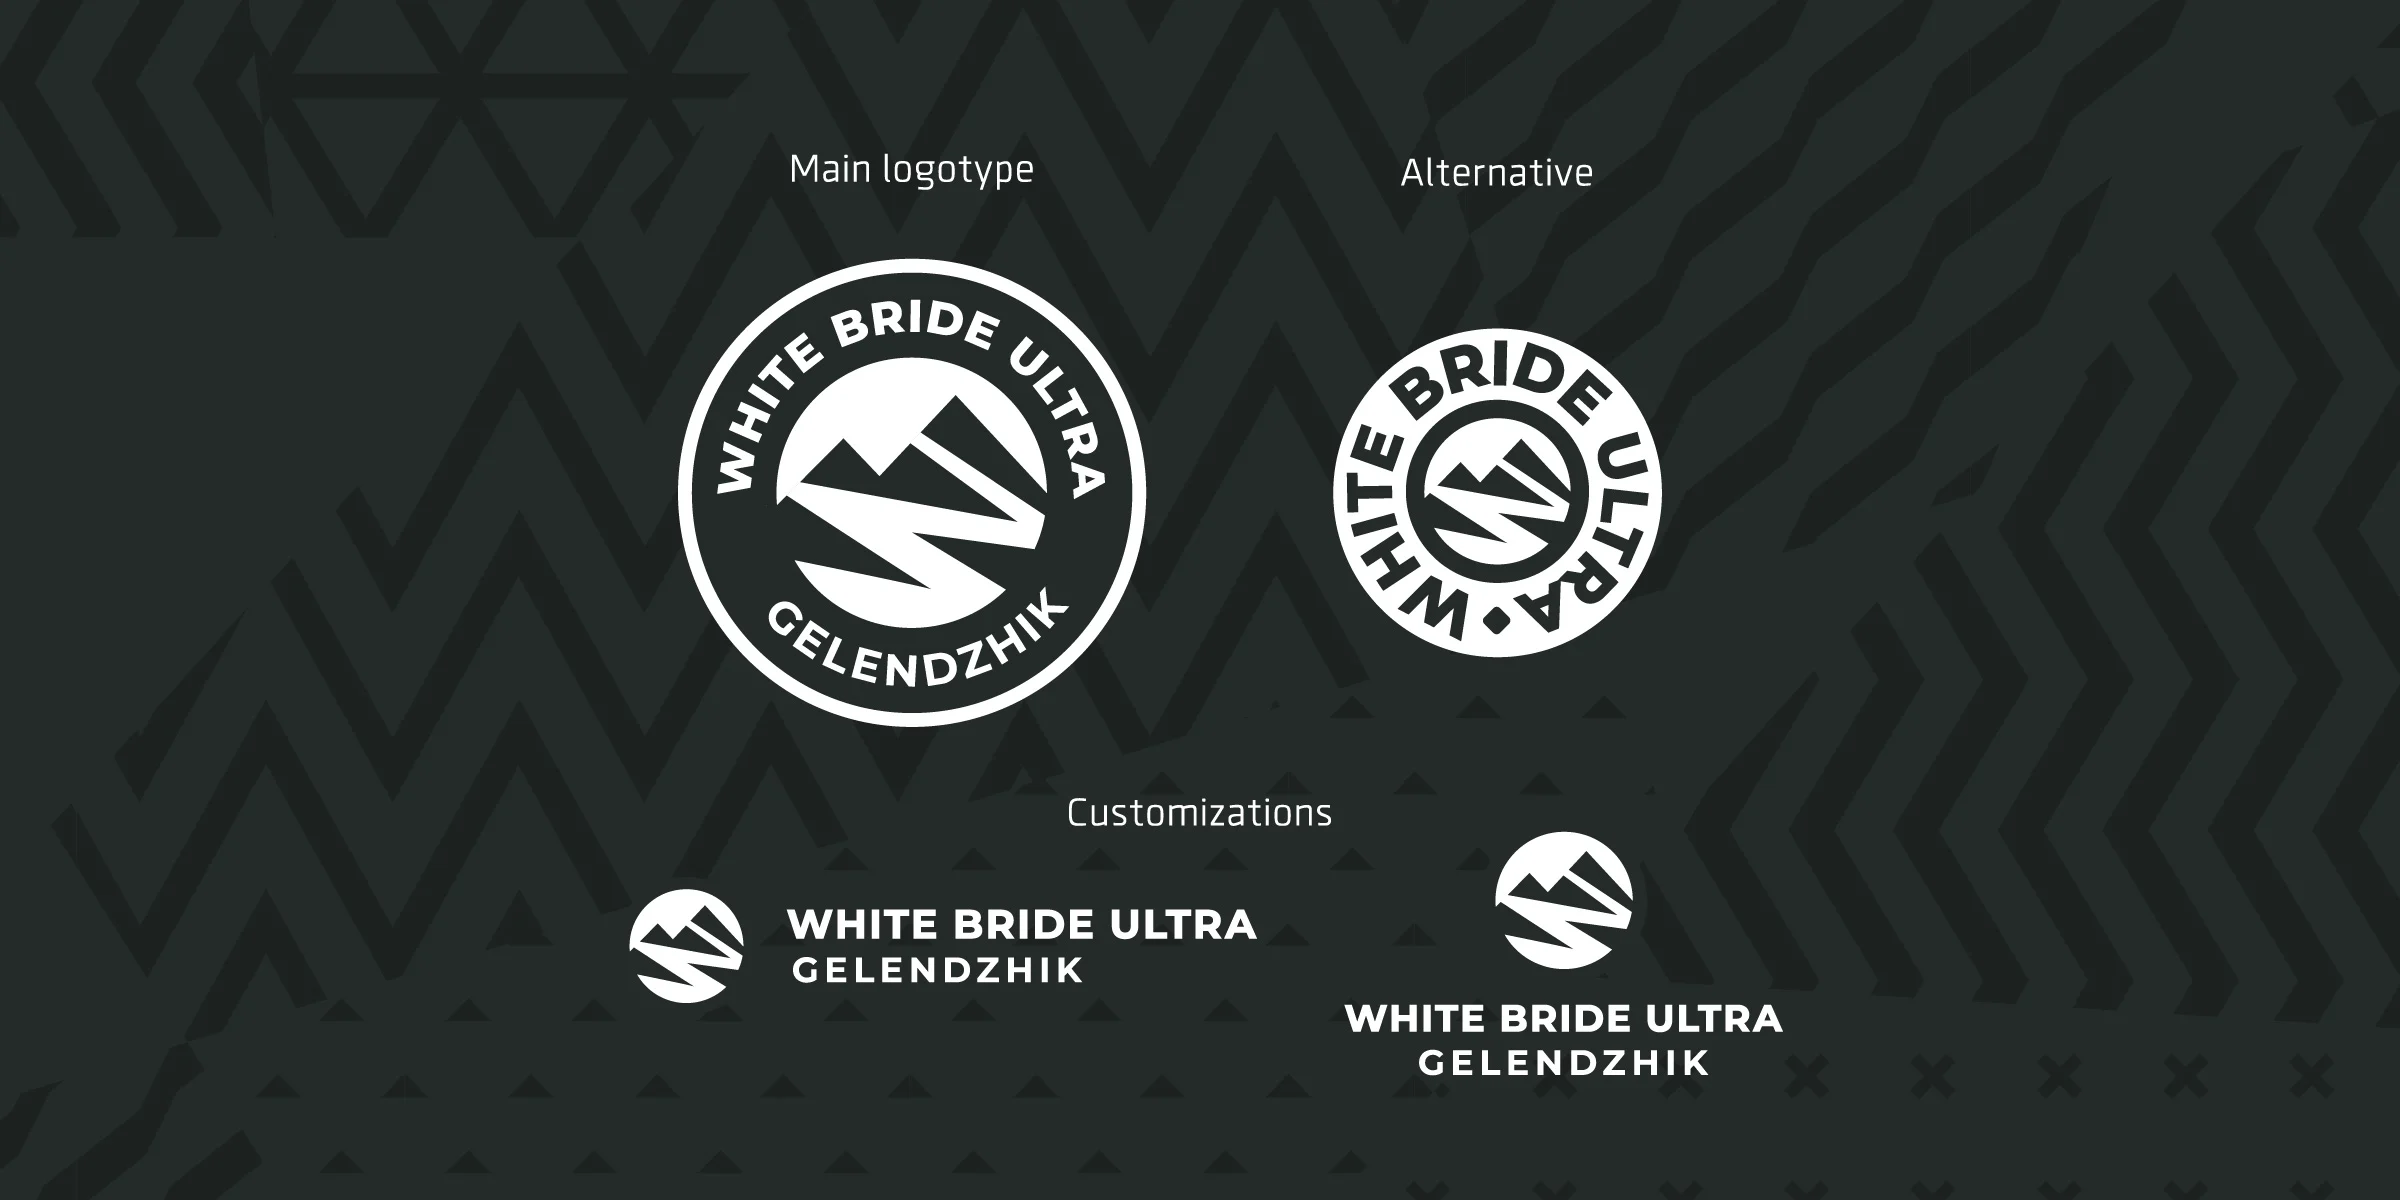 Main logotype
Alternative
WHITE BRIDE ULTRA
GELENDZHIK
WHITE BRIDE ULTRA
Customizations
WHITE BRIDE ULTRA
GELENDZHIK
WHITE BRIDE ULTRA
GELENDZHIK